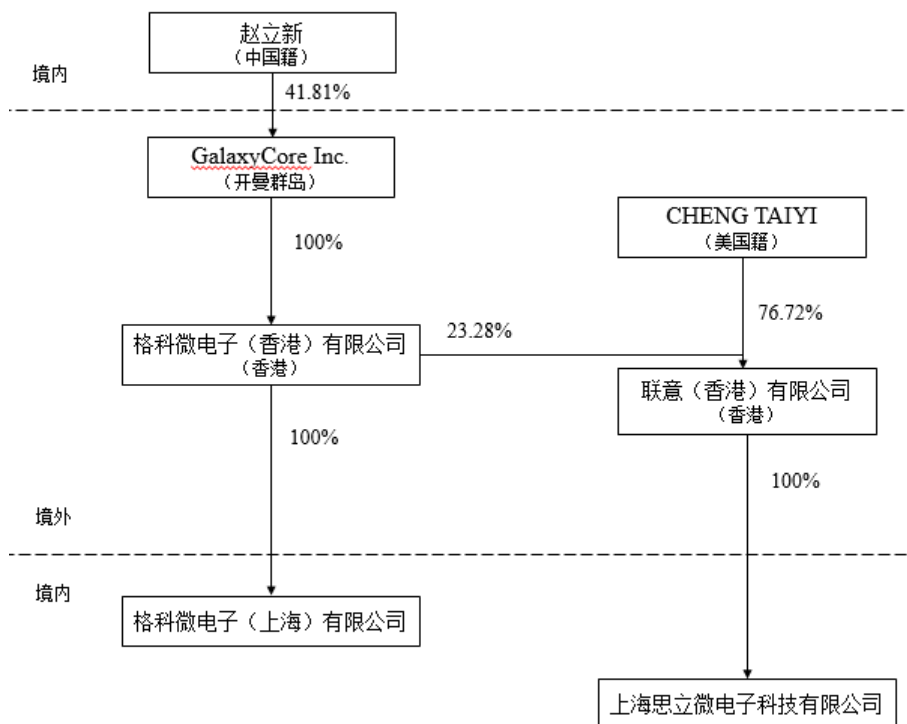 赵立新
（中国籍）
境内
41.81%
GalaxyCore Inc.
（开曼群岛）
CHENG TAIYI
（美国籍）
100%
76.72%
23.28%
格科微电子（香港）有限公司
（香港）
联意（香港）有限公司
（香港）
100%
100%
境外
境内
格科微电子（上海）有限公司
上海思立微电子科技有限公司